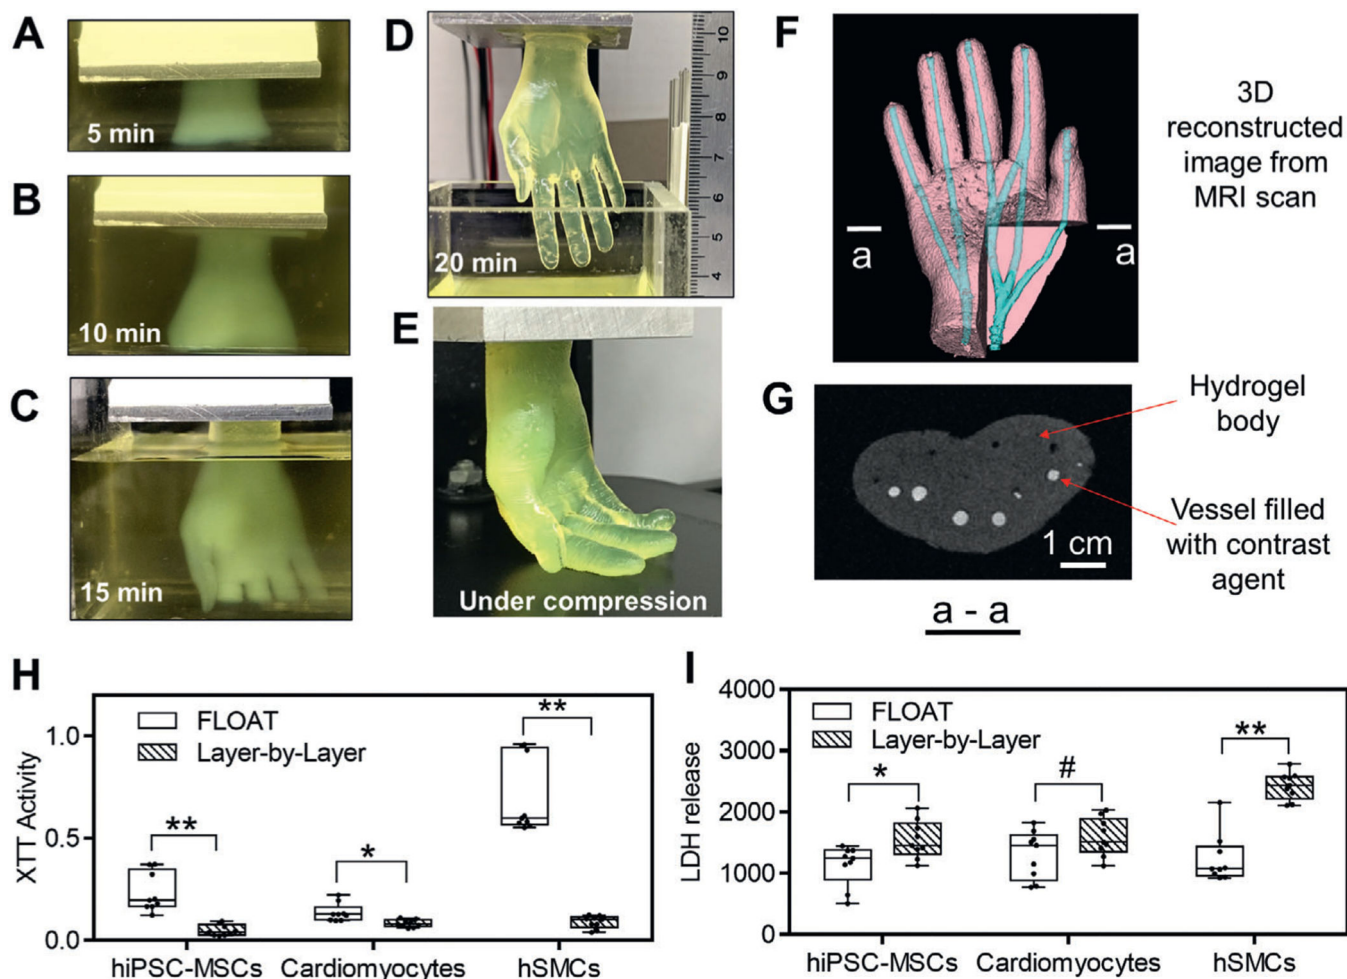 A
5 min
B
10 min
C
15 min
D
20 min
10
9
8
7
6
5
4
E
Under compression
F
a
a
3D
reconstructed
image from
MRI scan
G
Hydrogel
body
Vessel filled
with contrast
agent
1 cm
a - a
H
FLOAT
Layer-by-Layer
XTT Activity
1.0
0.5
0.0
**
*
**
hiPSC-MSCs
Cardiomyocytes
hSMCs
I
FLOAT
Layer-by-Layer
LDH release
4000
3000
2000
1000
0
*
#
**
hiPSC-MSCs
Cardiomyocytes
hSMCs